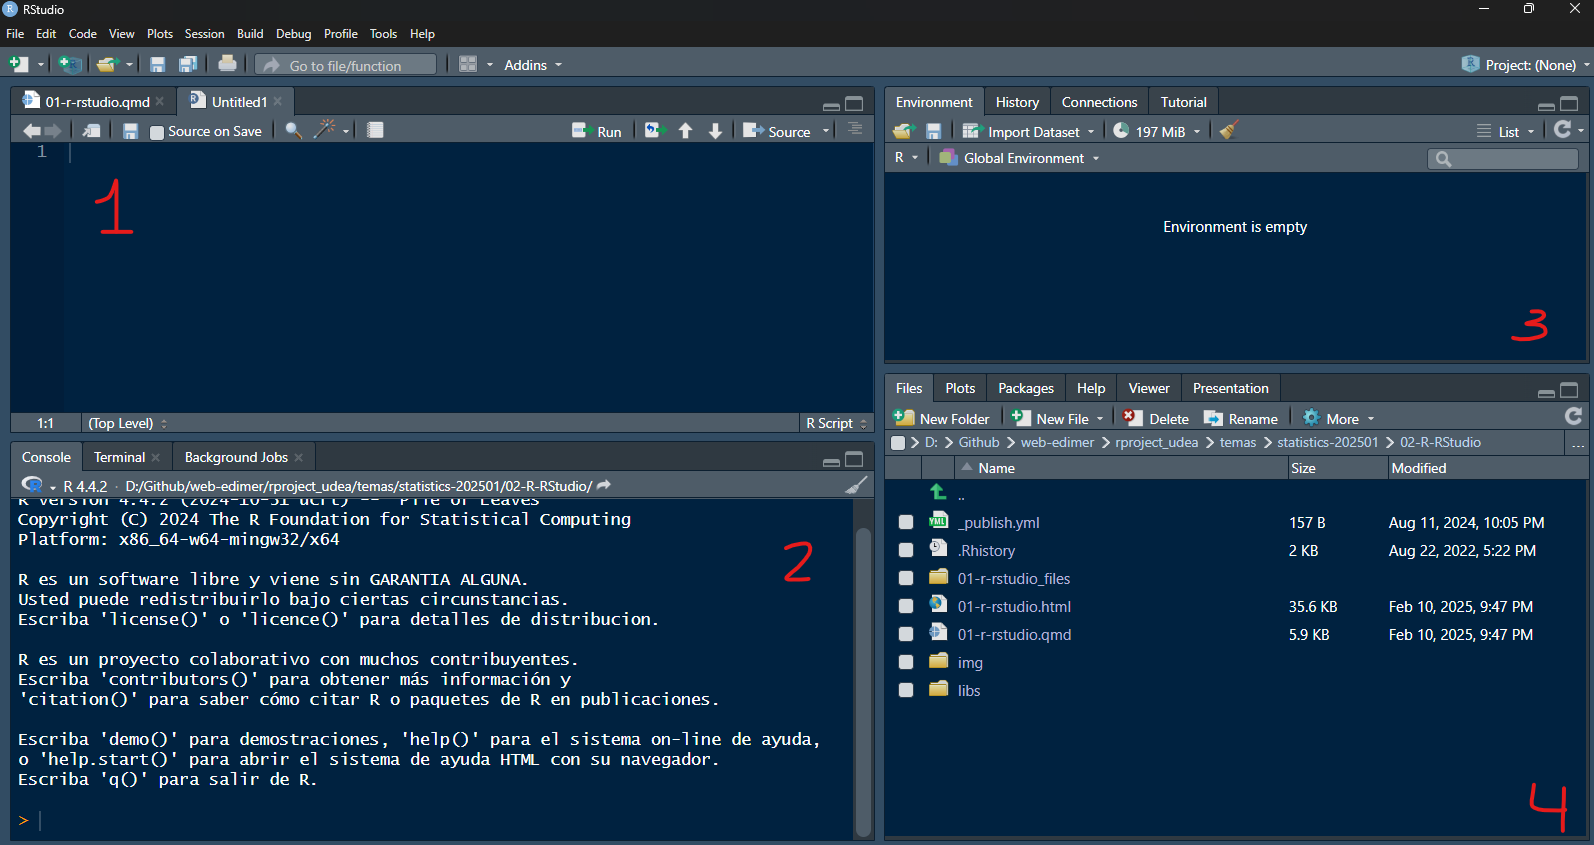 RStudio
File Edit Code View Plots Session Build Debug Profile Tools Help
Go to file/function Addins Project: (None)
01-r-rstudio.qmd Untitled1
Source on Save Run Source
1
1
1:1 (Top Level) R Script
Console Terminal Background Jobs
R 4.4.2 · D:/Github/web-edimer/rproject_udea/temas/statistics-202501/02-R-RStudio/
R version 4.4.2 (2024-10-31 ucrt) -- "Pile of Leaves"
Copyright (C) 2024 The R Foundation for Statistical Computing
Platform: x86_64-w64-mingw32/x64
2
R es un software libre y viene sin GARANTIA ALGUNA.
Usted puede redistribuirlo bajo ciertas circunstancias.
Escriba 'license()' o 'licence()' para detalles de distribucion.
R es un proyecto colaborativo con muchos contribuyentes.
Escriba 'contributors()' para obtener más información y
'citation()' para saber cómo citar R o paquetes de R en publicaciones.
Escriba 'demo()' para demostraciones, 'help()' para el sistema on-line de ayuda,
o 'help.start()' para abrir el sistema de ayuda HTML con su navegador.
Escriba 'q()' para salir de R.
>
Environment History Connections Tutorial
Import Dataset 197 MiB List
R Global Environment
Environment is empty
3
Files Plots Packages Help Viewer Presentation
New Folder New File Delete Rename More
D: > Github > web-edimer > rproject_udea > temas > statistics-202501 > 02-R-RStudio ...
Name Size Modified
..
_publish.yml 157 B Aug 11, 2024, 10:05 PM
.Rhistory 2 KB Aug 22, 2022, 5:22 PM
01-r-rstudio_files
01-r-rstudio.html 35.6 KB Feb 10, 2025, 9:47 PM
01-r-rstudio.qmd 5.9 KB Feb 10, 2025, 9:47 PM
img
libs
4